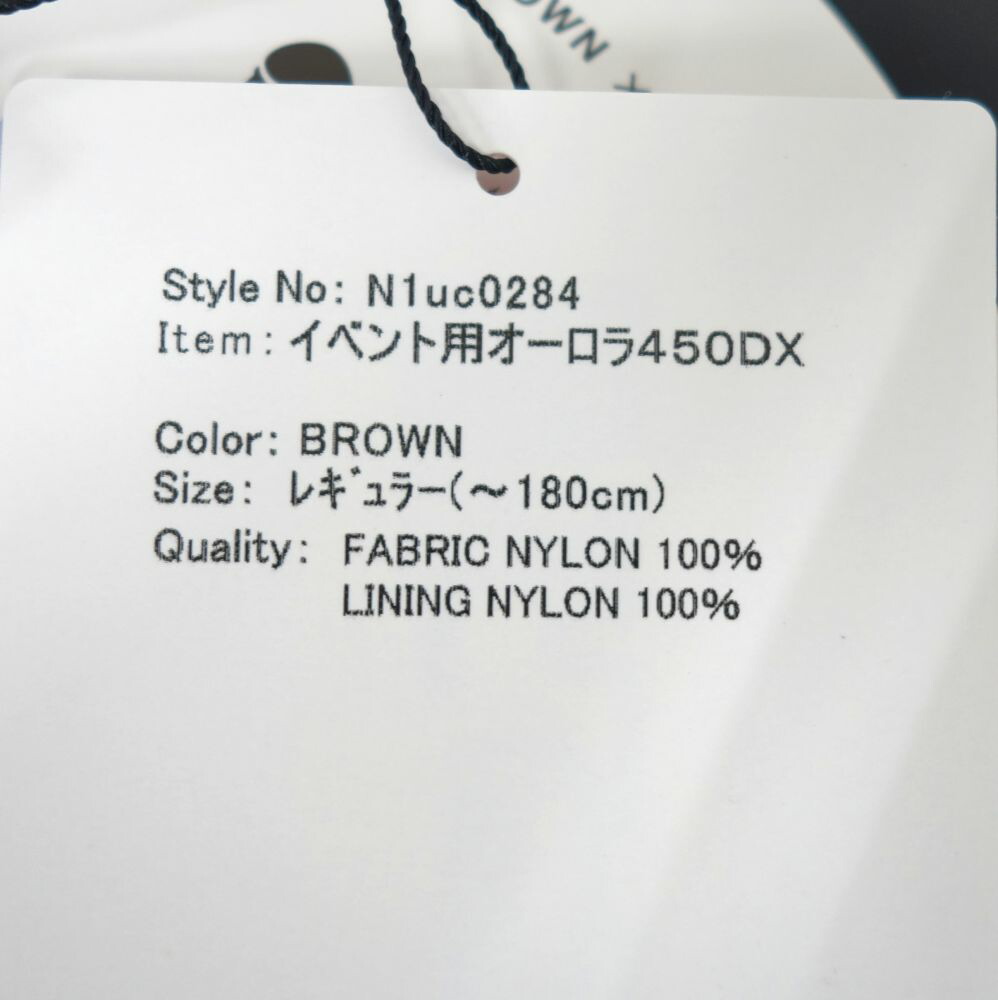 Style No: N1uc0284
Item: イベント用オーロラ450DX
Color: BROWN
Size: レギュラー(～180cm)
Quality: FABRIC NYLON 100%
LINING NYLON 100%